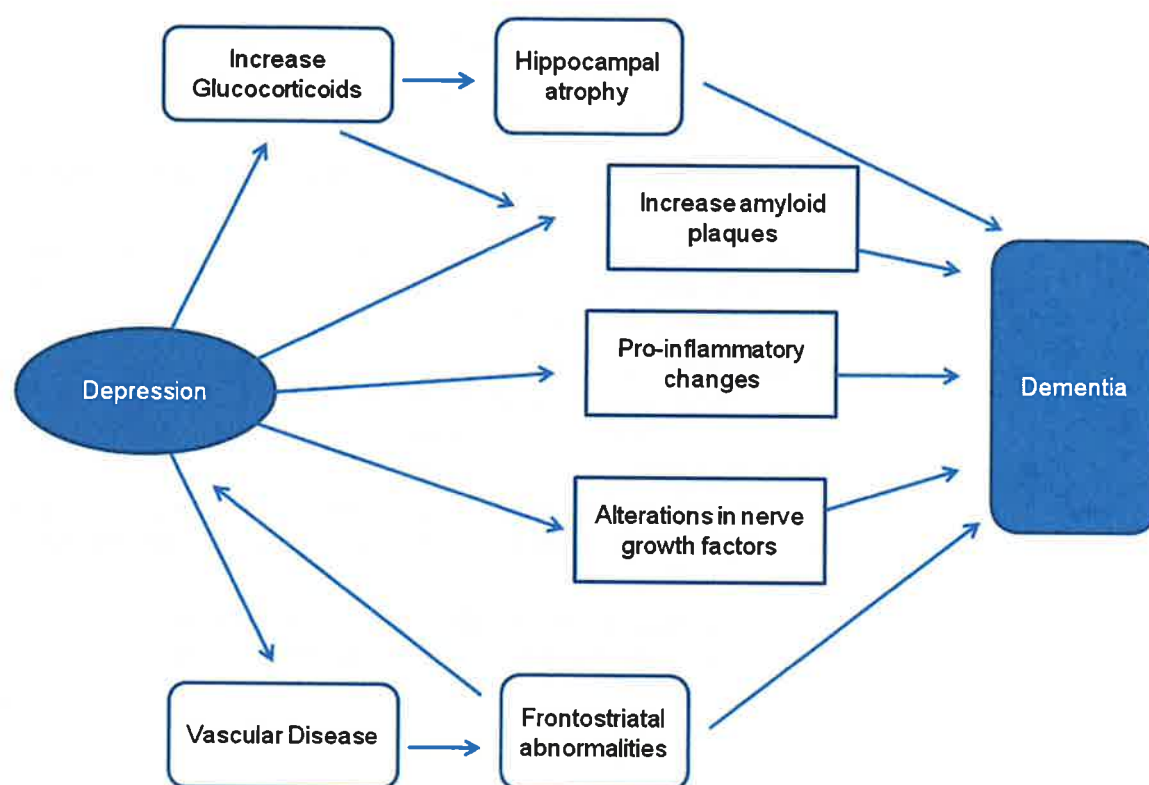 Increase
Glucocorticoids
Hippocampal
atrophy
Increase amyloid
plaques
Depression
Pro-inflammatory
changes
Dementia
Alterations in nerve
growth factors
Vascular Disease
Frontostriatal
abnormalities